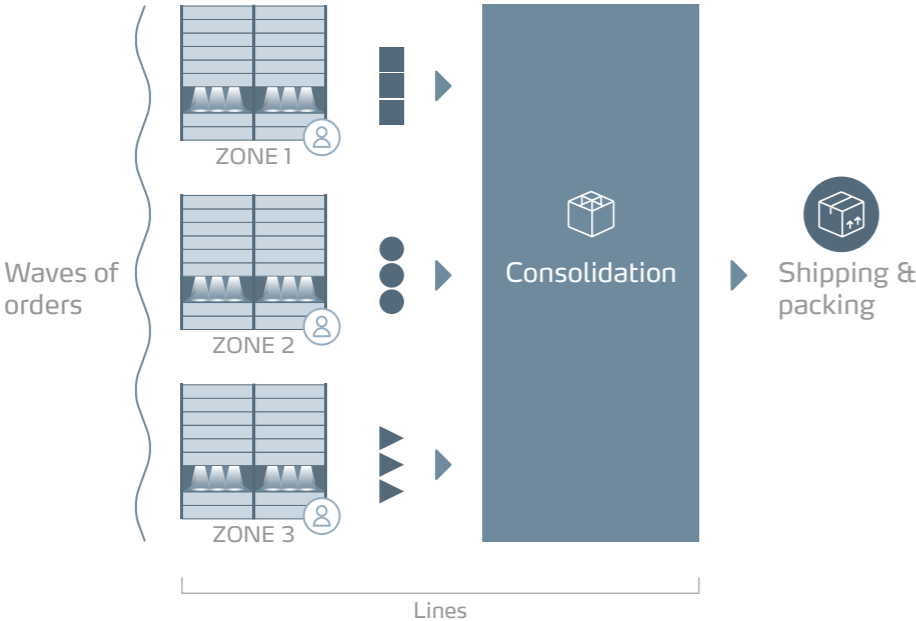 ZONE 1
Waves of
orders
ZONE 2
Consolidation
Shipping &
packing
ZONE 3
Lines